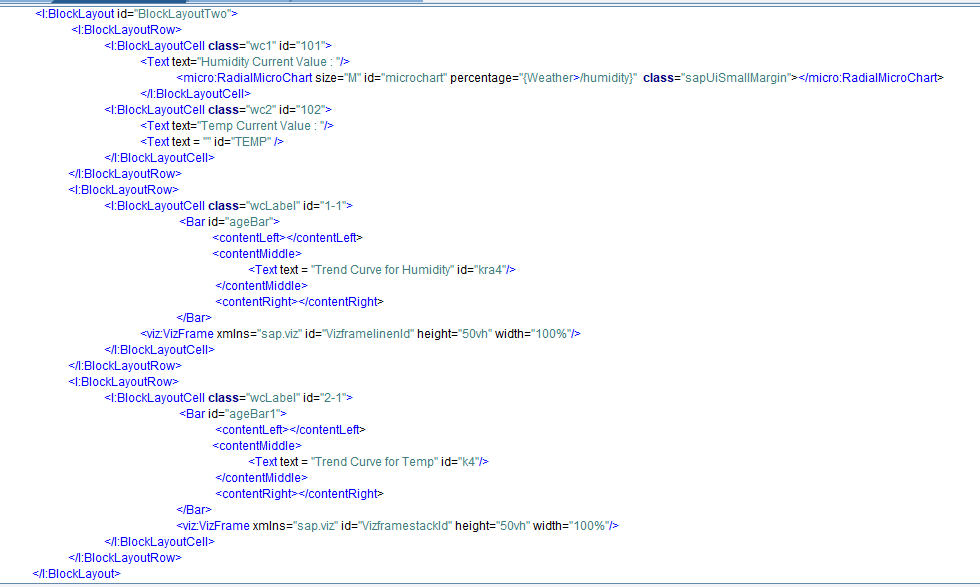 <l:BlockLayout id="BlockLayoutTwo">
<l:BlockLayoutRow>
<l:BlockLayoutCell class="wc1" id="101">
<Text text="Humidity Current Value : "/>
<micro:RadialMicroChart size="M" id="microchart" percentage="{Weather>/humidity}" class="sapUiSmallMargin"></micro:RadialMicroChart>
</l:BlockLayoutCell>
<l:BlockLayoutCell class="wc2" id="102">
<Text text="Temp Current Value : "/>
<Text text = "" id="TEMP" />
</l:BlockLayoutCell>
</l:BlockLayoutRow>
<l:BlockLayoutRow>
<l:BlockLayoutCell class="wcLabel" id="1-1">
<Bar id="ageBar">
<contentLeft></contentLeft>
<contentMiddle>
<Text text = "Trend Curve for Humidity" id="kra4"/>
</contentMiddle>
<contentRight></contentRight>
</Bar>
<viz:VizFrame xmlns="sap.viz" id="VizframelinenId" height="50vh" width="100%"/>
</l:BlockLayoutCell>
</l:BlockLayoutRow>
<l:BlockLayoutRow>
<l:BlockLayoutCell class="wcLabel" id="2-1">
<Bar id="ageBar1">
<contentLeft></contentLeft>
<contentMiddle>
<Text text = "Trend Curve for Temp" id="k4"/>
</contentMiddle>
<contentRight></contentRight>
</Bar>
<viz:VizFrame xmlns="sap.viz" id="VizframestackId" height="50vh" width="100%"/>
</l:BlockLayoutCell>
</l:BlockLayoutRow>
</l:BlockLayout>